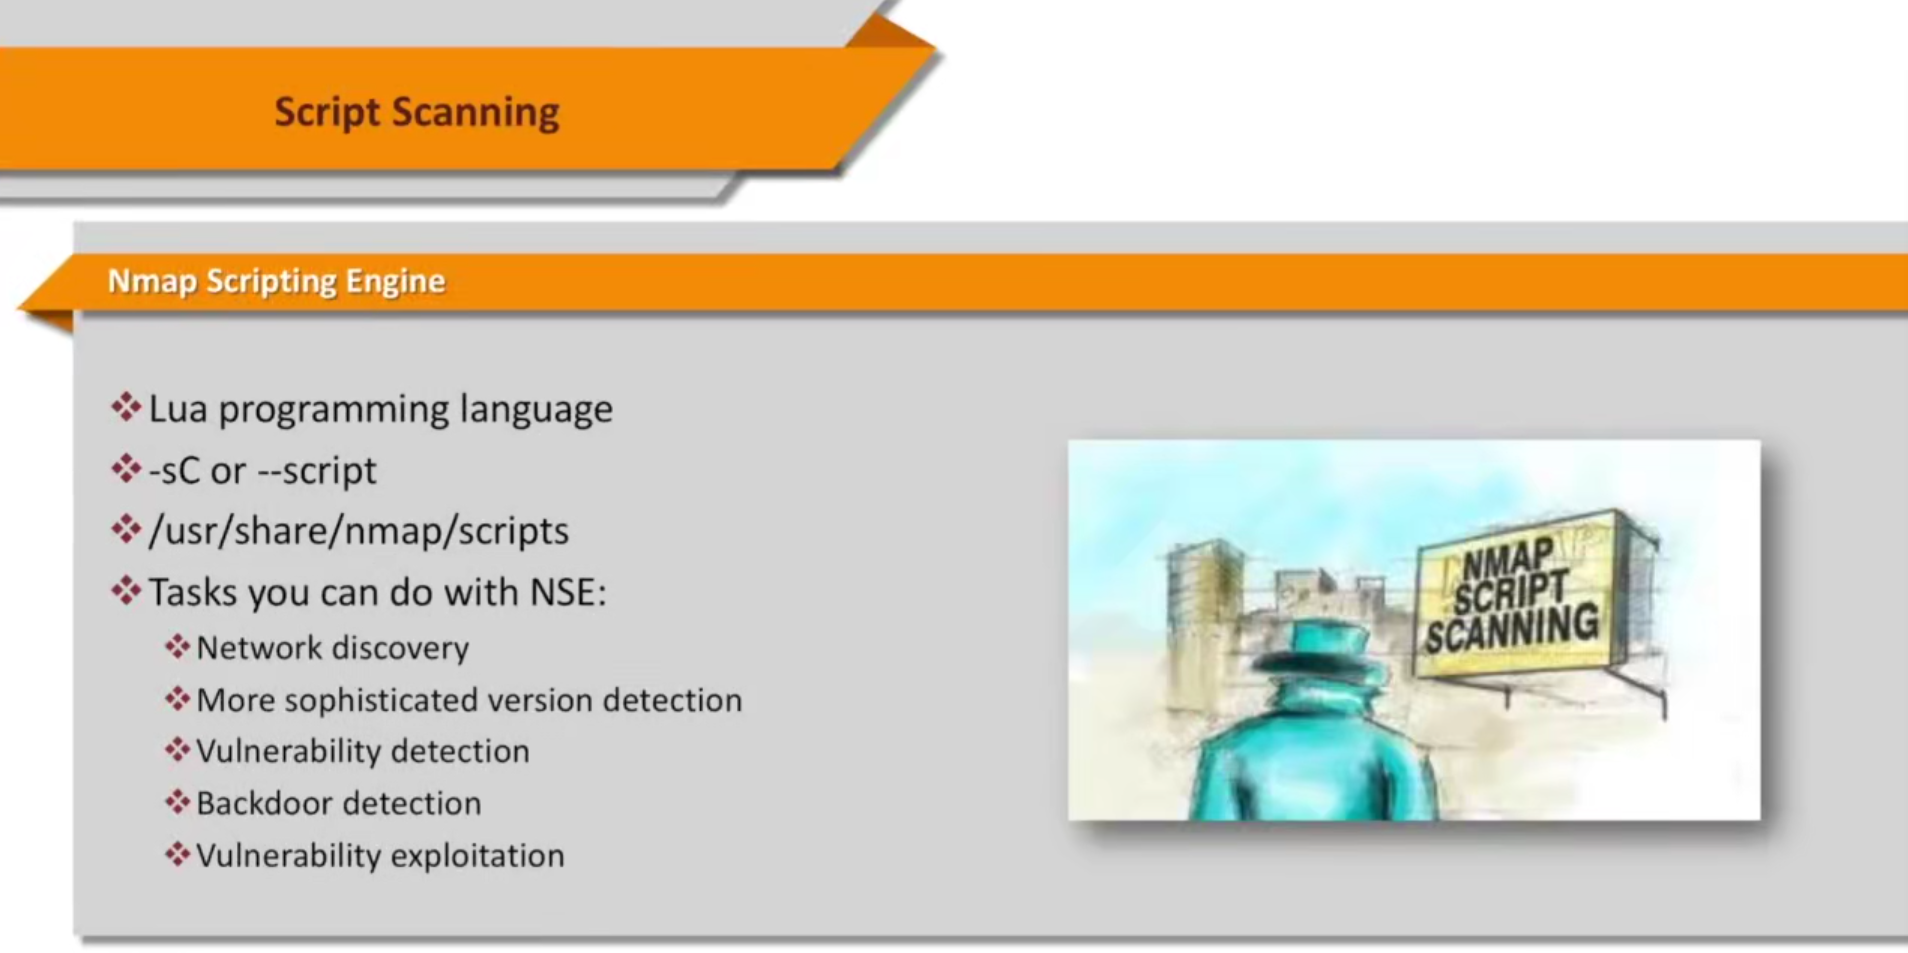 Script Scanning
Nmap Scripting Engine
Lua programming language
-sC or --script
/usr/share/nmap/scripts
Tasks you can do with NSE:
Network discovery
More sophisticated version detection
Vulnerability detection
Backdoor detection
Vulnerability exploitation
NMAP
SCRIPT
SCANNING